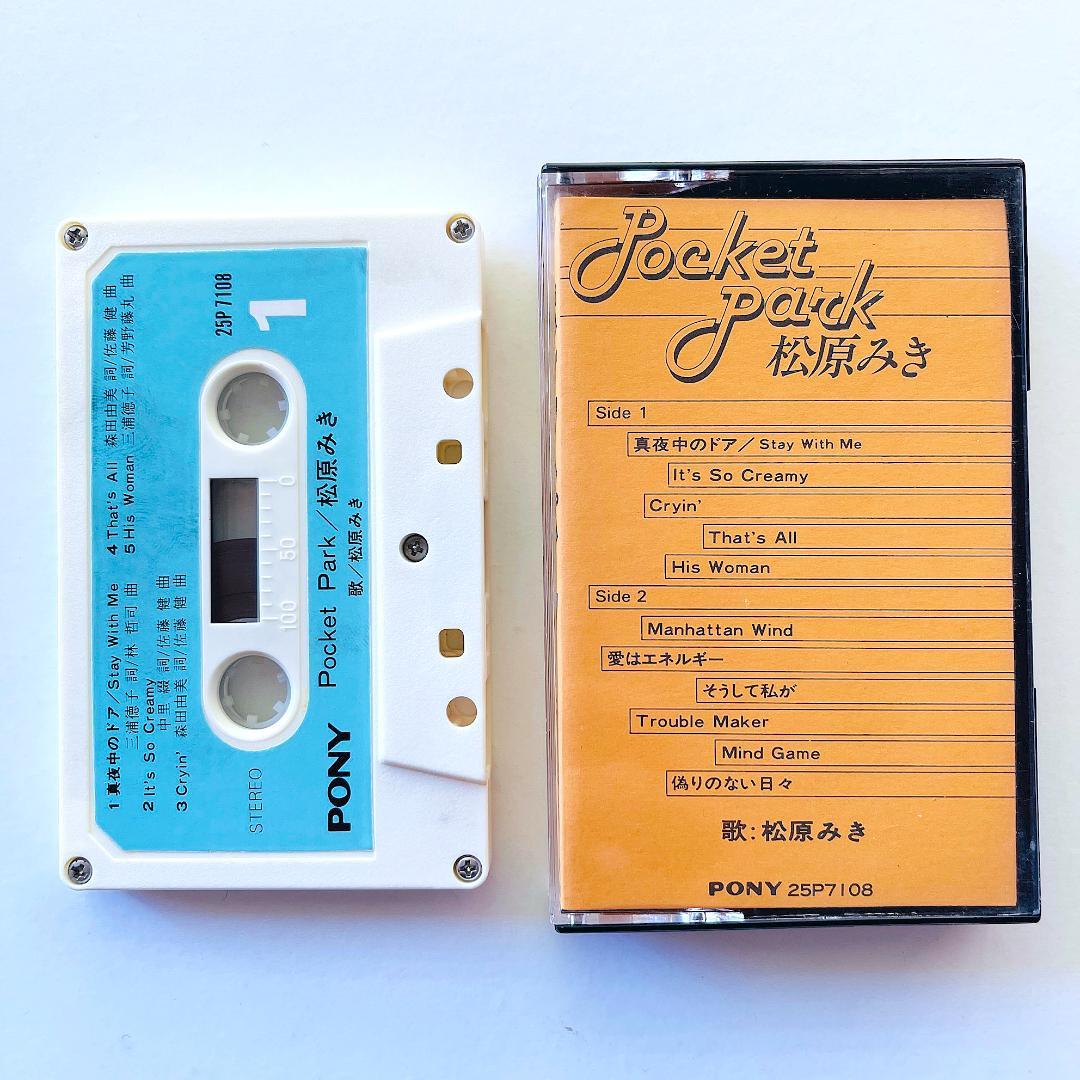 25P7108
1
1 真夜中のドア/Stay With Me
三浦徳子 詞/林 哲司 曲
2 It's So Creamy
中里 綴 詞/佐藤 健 曲
3 Cryin' 森田由美 詞/佐藤 健 曲
4 That's All 森田由美 詞/佐藤 健 曲
5 His Woman 三浦徳子 詞/芳野藤丸 曲
0 50 100
STEREO
PONY Pocket Park/松原みき
歌/松原みき
Pocket
park
松原みき
Side 1
真夜中のドア/Stay With Me
It's So Creamy
Cryin'
That's All
His Woman
Side 2
Manhattan Wind
愛はエネルギー
そうして私が
Trouble Maker
Mind Game
偽りのない日々
歌:松原みき
PONY 25P7108